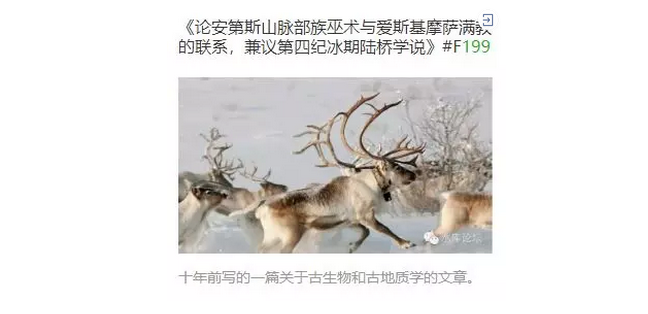 《论安第斯山脉部族巫术与爱斯基摩萨满教
的联系，兼议第四纪冰期陆桥学说》#F199
水库论坛
十年前写的一篇关于古生物和古地质学的文章。